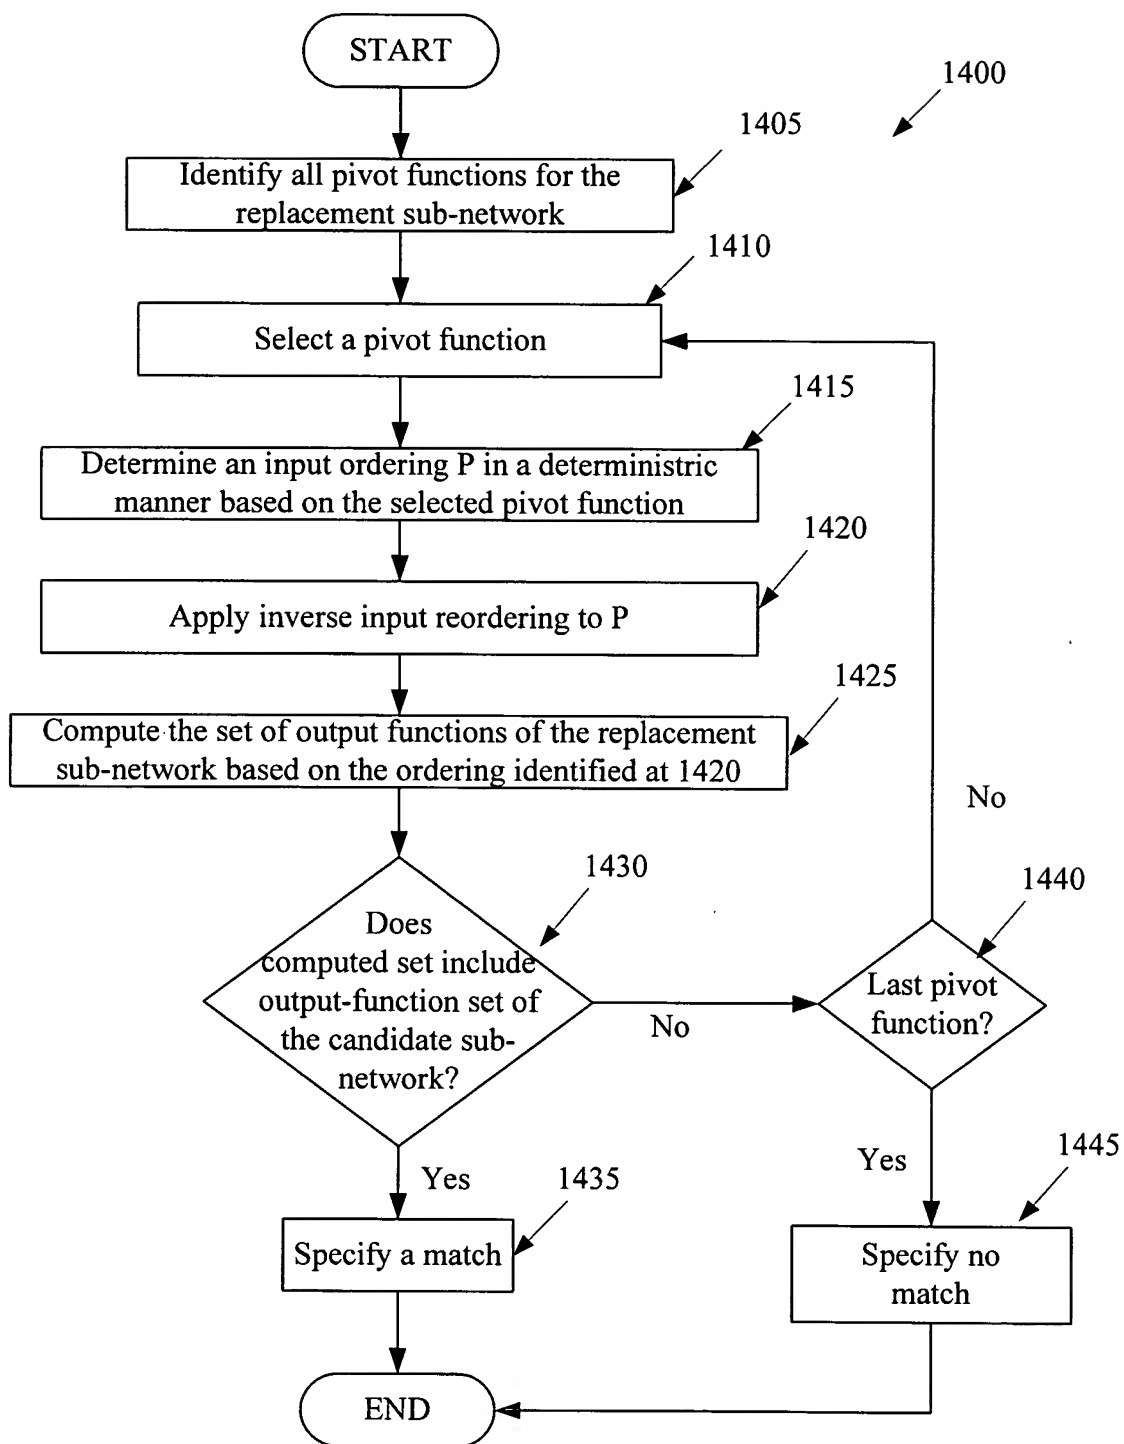 START
1400
1405
Identify all pivot functions for the
replacement sub-network
1410
Select a pivot function
1415
Determine an input ordering P in a deterministric
manner based on the selected pivot function
1420
Apply inverse input reordering to P
1425
Compute the set of output functions of the replacement
sub-network based on the ordering identified at 1420
No
1430
1440
Does
computed set include
output-function set of
the candidate sub-
network?
No
Last pivot
function?
Yes
1435
Yes
1445
Specify a match
Specify no
match
END